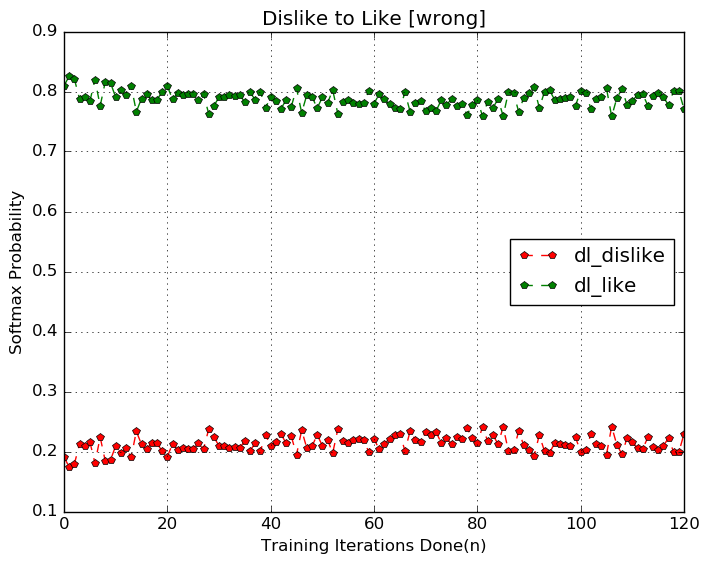 Dislike to Like [wrong]
0.9
0.8
0.7
0.6
0.5
0.4
0.3
0.2
0.1
Softmax Probability
dl_dislike
dl_like
0 20 40 60 80 100 120
Training Iterations Done(n)